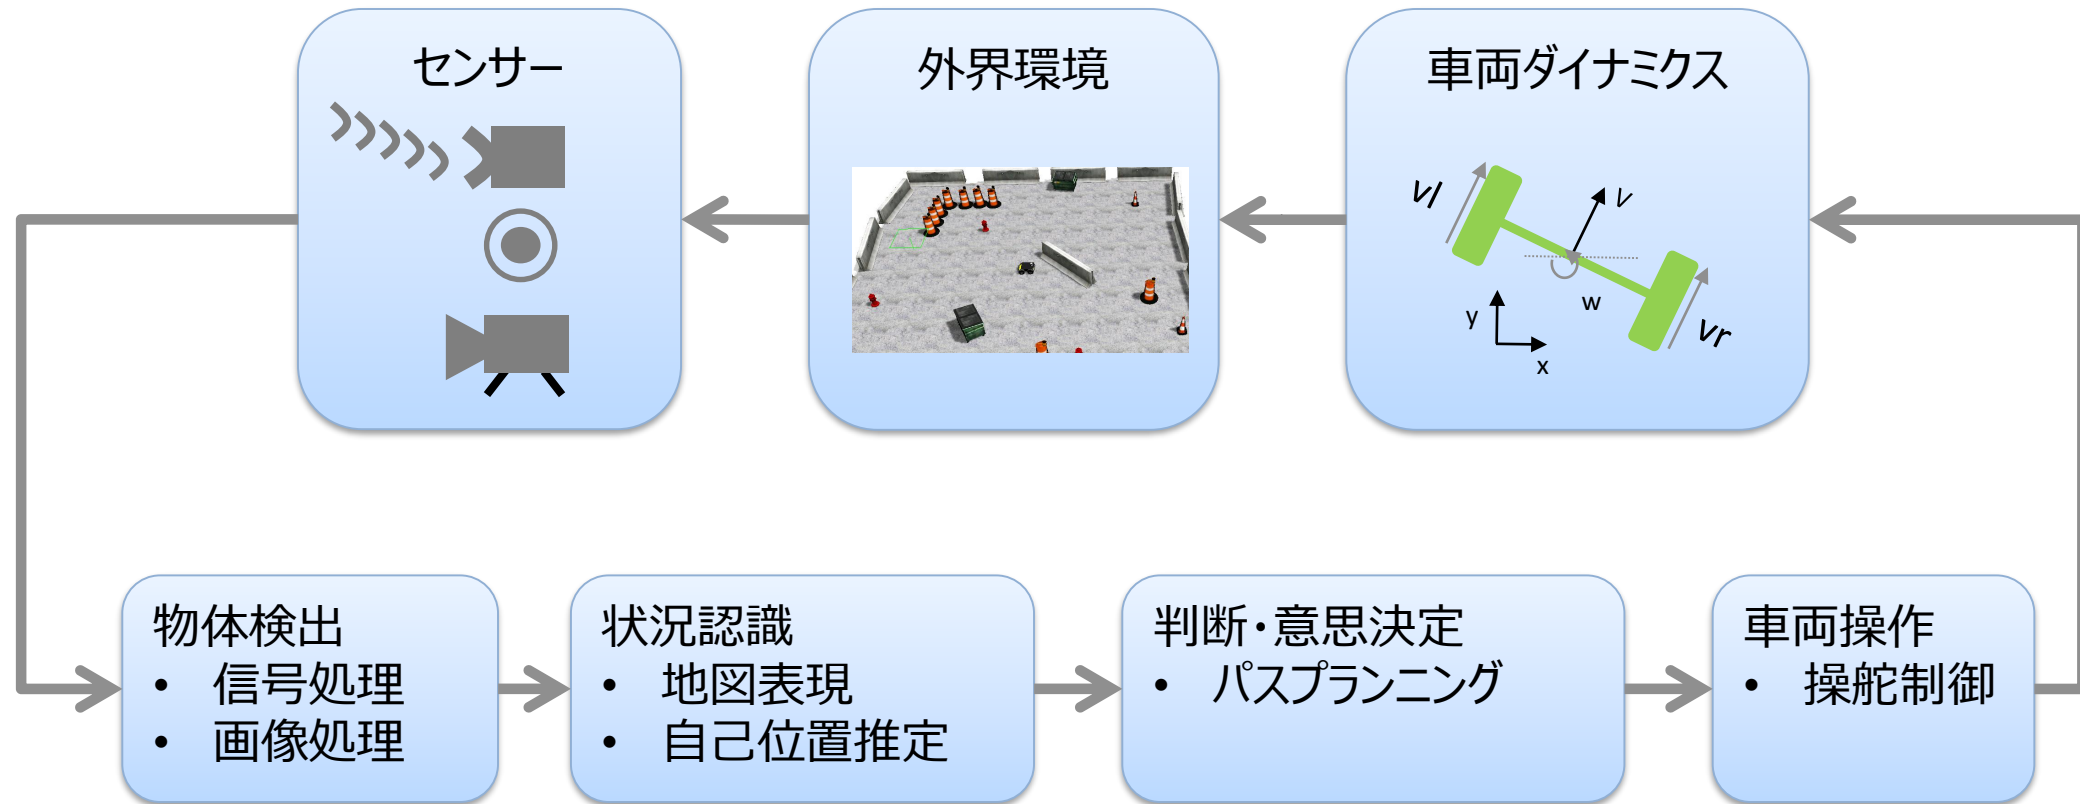 センサー
外界環境
車両ダイナミクス
vl
v
w
y
x
vr
物体検出
• 信号処理
• 画像処理
状況認識
• 地図表現
• 自己位置推定
判断・意思決定
• パスプランニング
車両操作
• 操舵制御